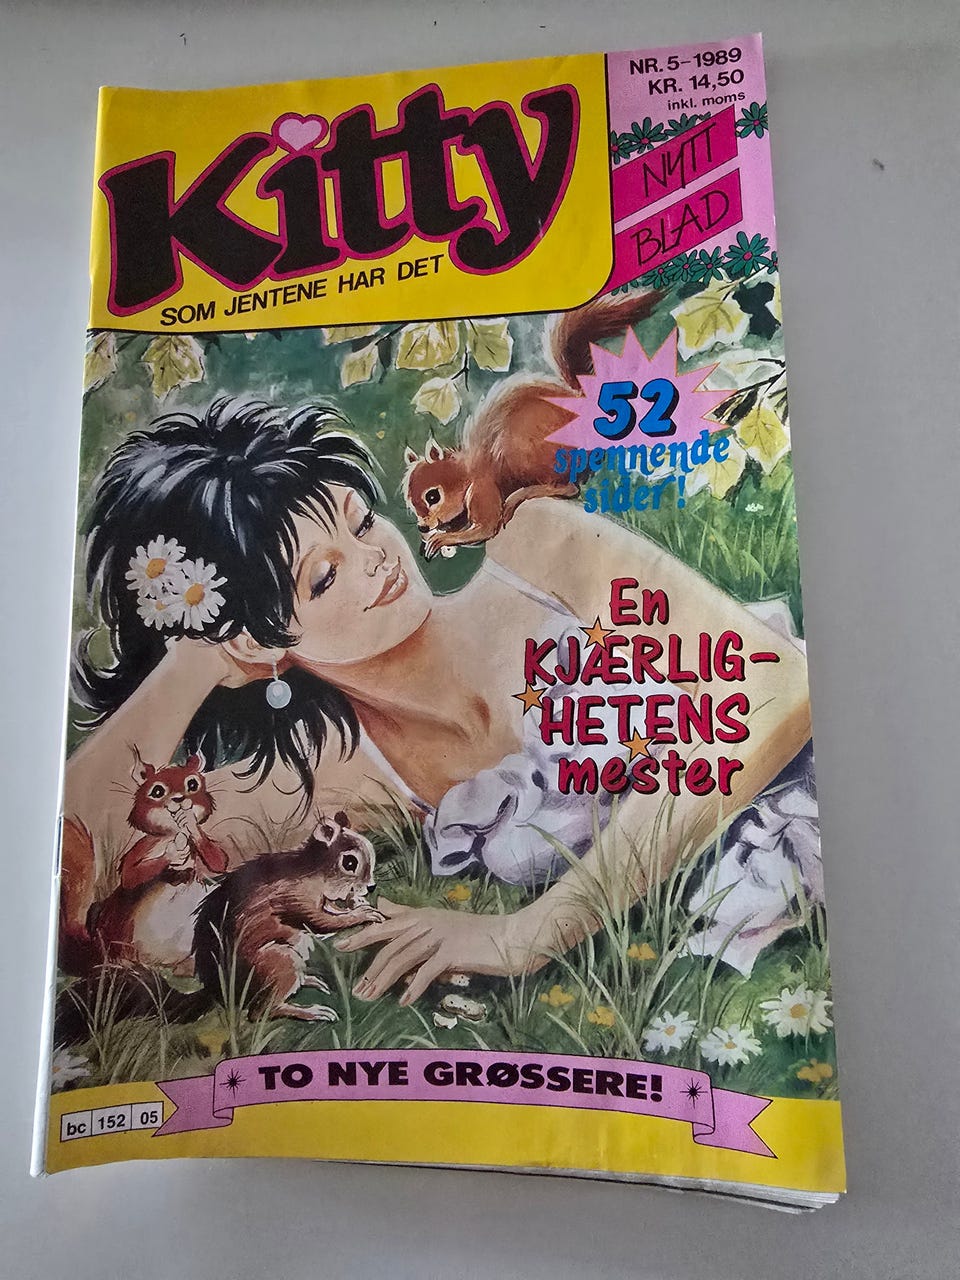 Kitty
SOM JENTENE HAR DET
NR. 5-1989
KR. 14,50
inkl. moms
NYTT
BLAD
52
spennende
sider!
En
KJÆRLIG-
HETENS
mester
TO NYE GRØSSERE!
bc 152 05